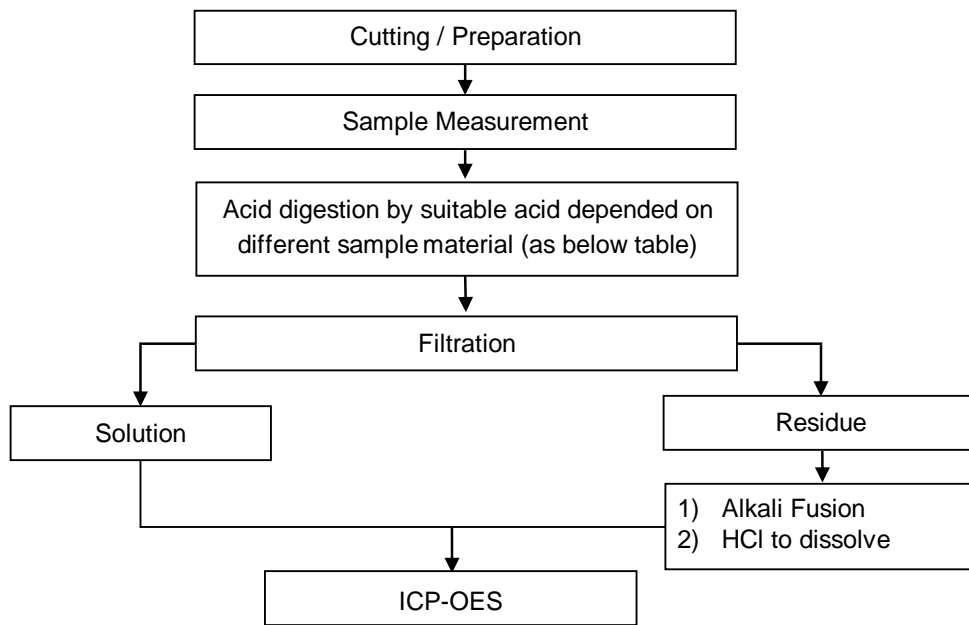 Cutting / Preparation
Sample Measurement
Acid digestion by suitable acid depended on
different sample material (as below table)
Filtration
Solution
Residue
1) Alkali Fusion
2) HCl to dissolve
ICP-OES